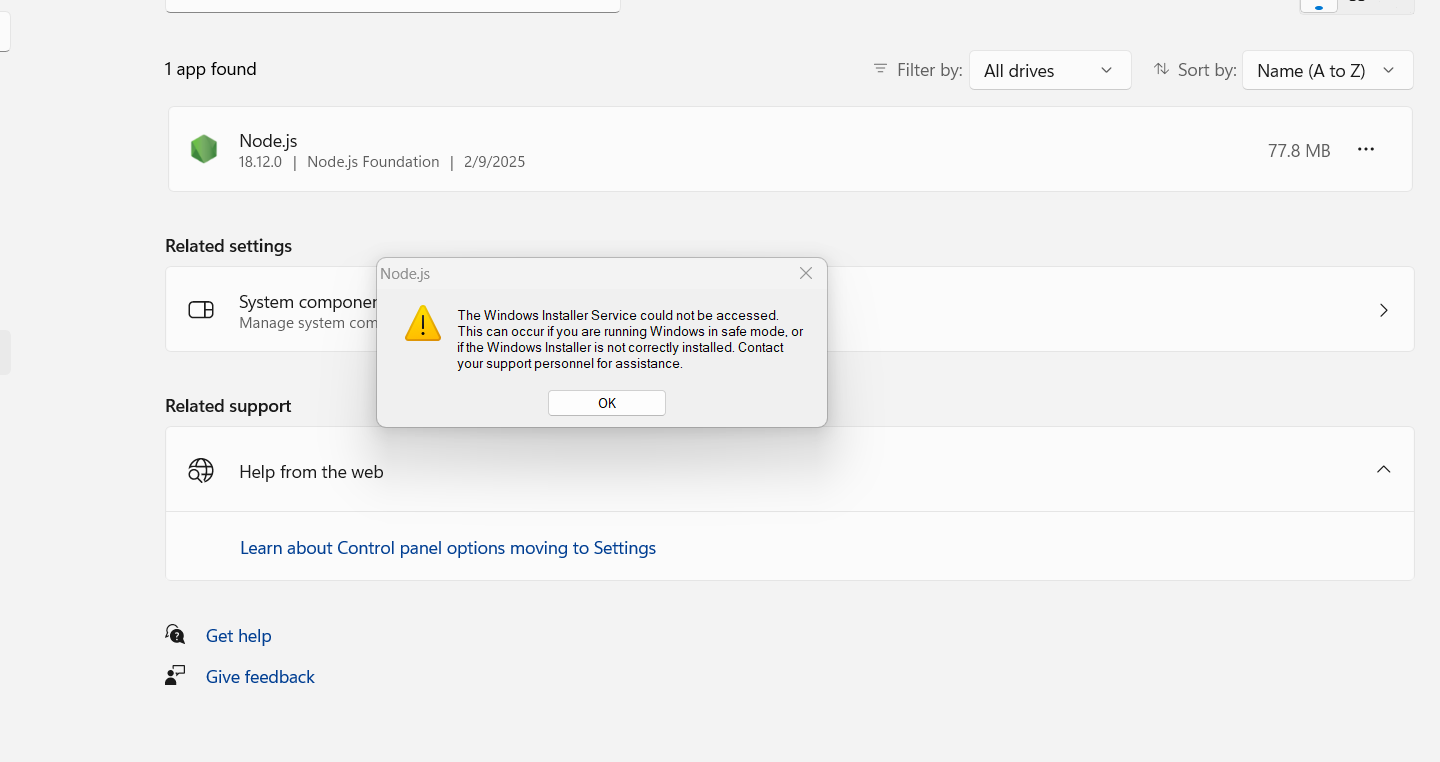 1 app found
Filter by:
All drives
Sort by:
Name (A to Z)
Node.js
18.12.0 | Node.js Foundation | 2/9/2025
77.8 MB
Related settings
System componen
Manage system com
Node.js
The Windows Installer Service could not be accessed.
This can occur if you are running Windows in safe mode, or
if the Windows Installer is not correctly installed. Contact
your support personnel for assistance.
OK
Related support
Help from the web
Learn about Control panel options moving to Settings
Get help
Give feedback